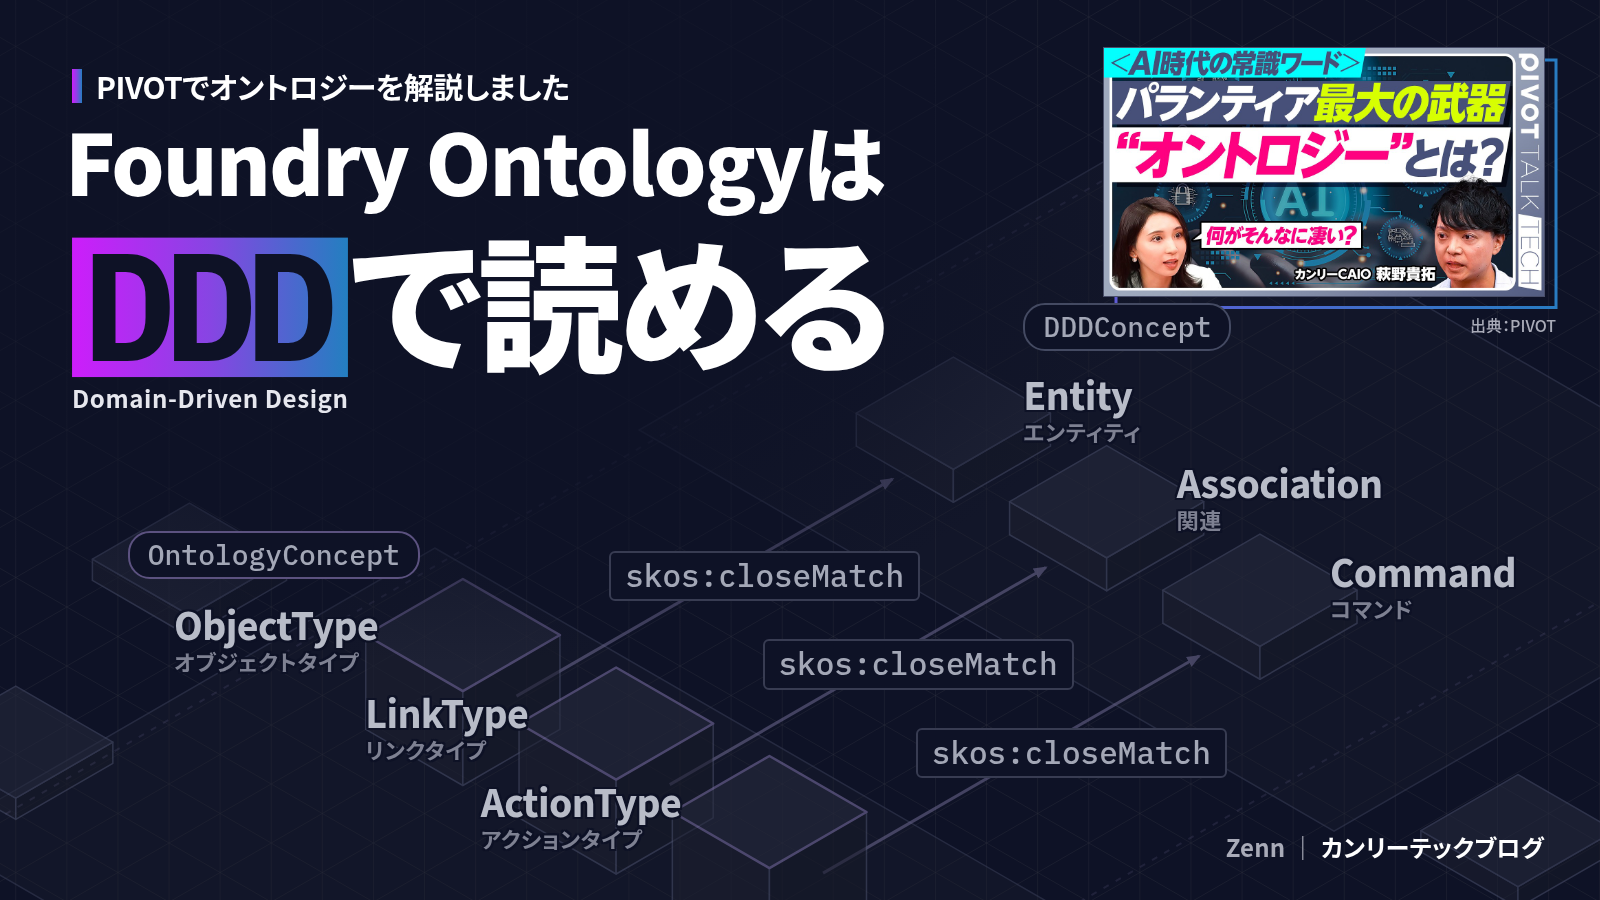 PIVOTでオントロジーを解説しました
Foundry Ontologyは
DDDで読める
Domain-Driven Design
＜AI時代の常識ワード＞
パランティア最大の武器
“オントロジー”とは?
AI
何がそんなに凄い?
カンリーCAIO 萩野貴拓
PIVOT TALK TECH
出典：PIVOT
DDDConcept
Entity
エンティティ
Association
関連
Command
コマンド
OntologyConcept
ObjectType
オブジェクトタイプ
LinkType
リンクタイプ
ActionType
アクションタイプ
skos:closeMatch
skos:closeMatch
skos:closeMatch
Zenn｜カンリーテックブログ